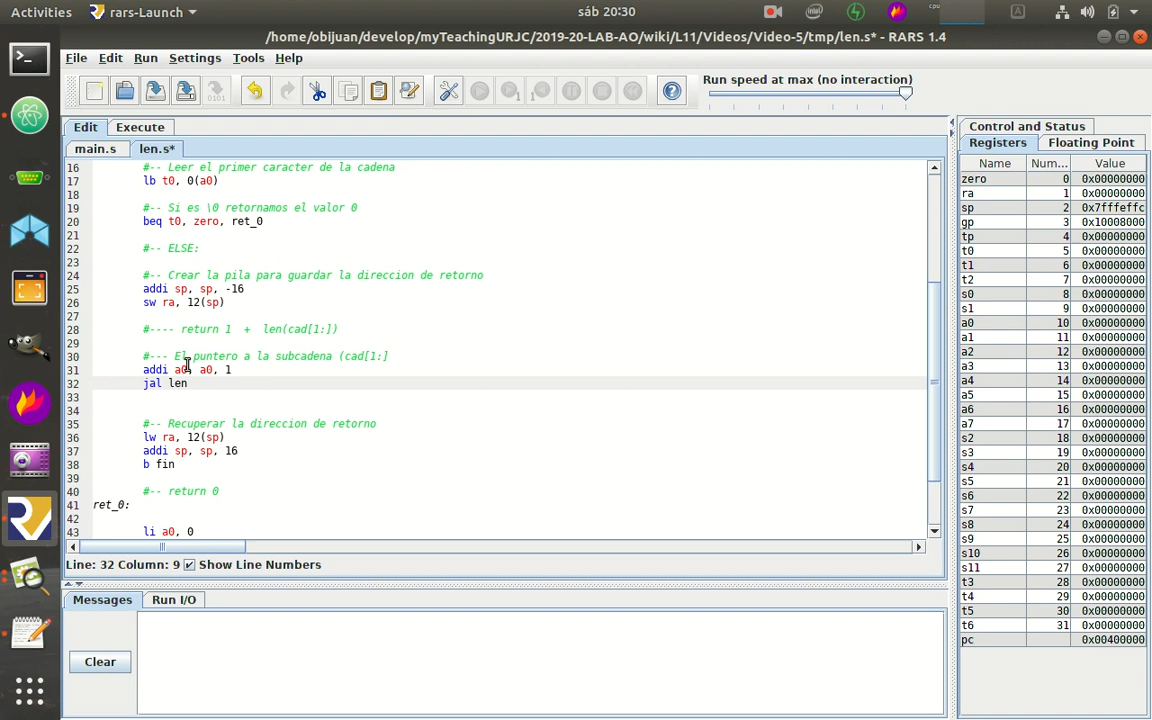 Activities rars-Launch sáb 20:30 cpu A
/home/obijuan/develop/myTeachingURJC/2019-20-LAB-AO/wiki/L11/Videos/Video-5/tmp/len.s* - RARS 1.4
File Edit Run Settings Tools Help
Run speed at max (no interaction)
Edit Execute
main.s len.s*
16 #-- Leer el primer caracter de la cadena
17 lb t0, 0(a0)
18
19 #-- Si es \0 retornamos el valor 0
20 beq t0, zero, ret_0
21
22 #-- ELSE:
23
24 #-- Crear la pila para guardar la direccion de retorno
25 addi sp, sp, -16
26 sw ra, 12(sp)
27
28 #---- return 1 + len(cad[1:])
29
30 #--- El puntero a la subcadena (cad[1:]
31 addi a0, a0, 1
32 jal len
33
34
35 #-- Recuperar la direccion de retorno
36 lw ra, 12(sp)
37 addi sp, sp, 16
38 b fin
39
40 #-- return 0
41 ret_0:
42
43 li a0, 0
Line: 32 Column: 9 Show Line Numbers
Messages Run I/O
Clear
Control and Status
Registers Floating Point
Name Num... Value
zero 0 0x00000000
ra 1 0x00000000
sp 2 0x7fffeffc
gp 3 0x10008000
tp 4 0x00000000
t0 5 0x00000000
t1 6 0x00000000
t2 7 0x00000000
s0 8 0x00000000
s1 9 0x00000000
a0 10 0x00000000
a1 11 0x00000000
a2 12 0x00000000
a3 13 0x00000000
a4 14 0x00000000
a5 15 0x00000000
a6 16 0x00000000
a7 17 0x00000000
s2 18 0x00000000
s3 19 0x00000000
s4 20 0x00000000
s5 21 0x00000000
s6 22 0x00000000
s7 23 0x00000000
s8 24 0x00000000
s9 25 0x00000000
s10 26 0x00000000
s11 27 0x00000000
t3 28 0x00000000
t4 29 0x00000000
t5 30 0x00000000
t6 31 0x00000000
pc 0x00400000